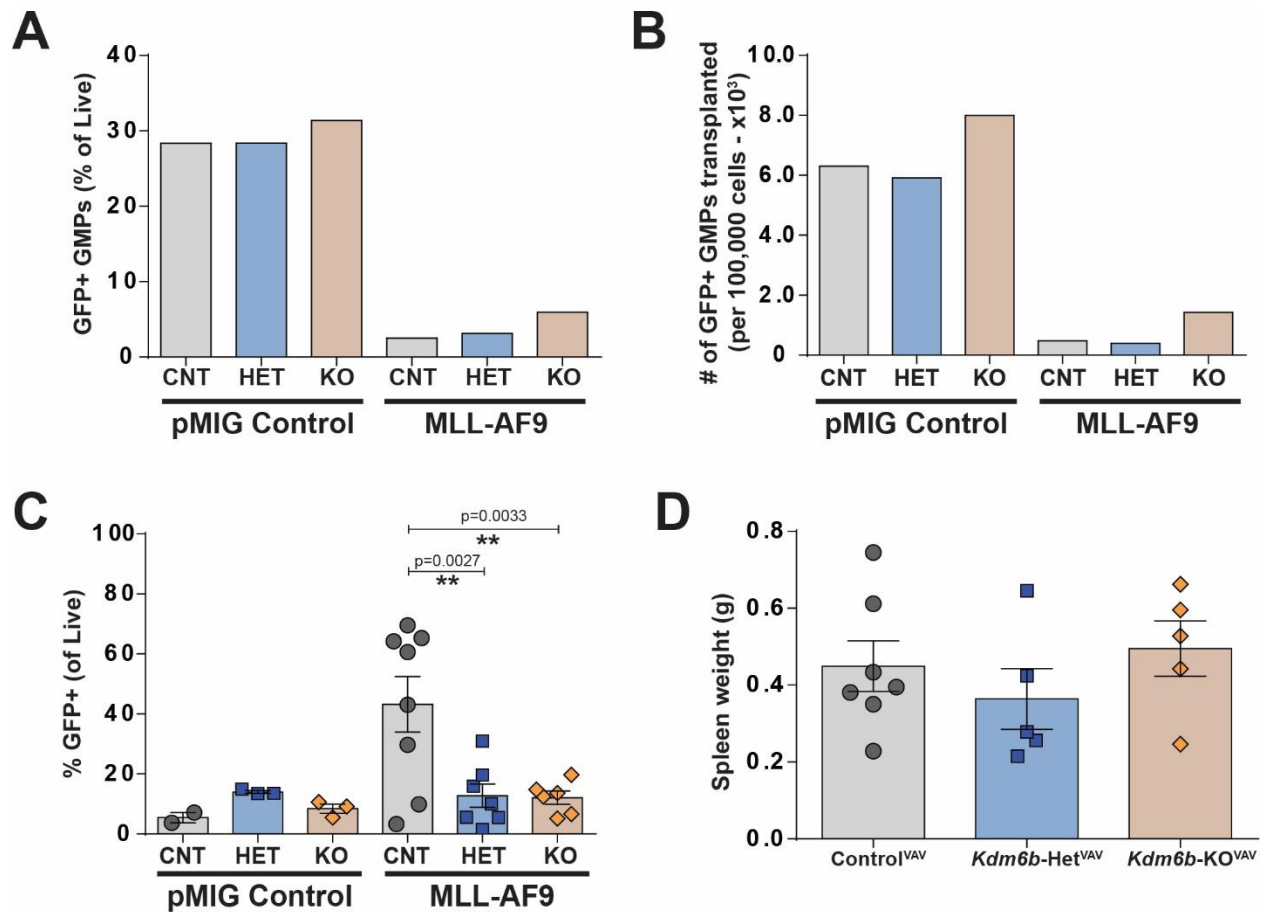 A
GFP+ GMPs (% of Live)
40
30
20
10
0
CNT HET KO CNT HET KO
pMIG Control MLL-AF9
B
# of GFP+ GMPs transplanted
(per 100,000 cells - x10³)
8.0
6.0
4.0
2.0
0
CNT HET KO CNT HET KO
pMIG Control MLL-AF9
C
% GFP+ (of Live)
100
80
60
40
20
0
p=0.0033
**
p=0.0027
**
CNT HET KO CNT HET KO
pMIG Control MLL-AF9
D
Spleen weight (g)
0.8
0.6
0.4
0.2
0.0
Controlⱽᴬⱽ Kdm6b-Hetⱽᴬⱽ Kdm6b-KOⱽᴬⱽ